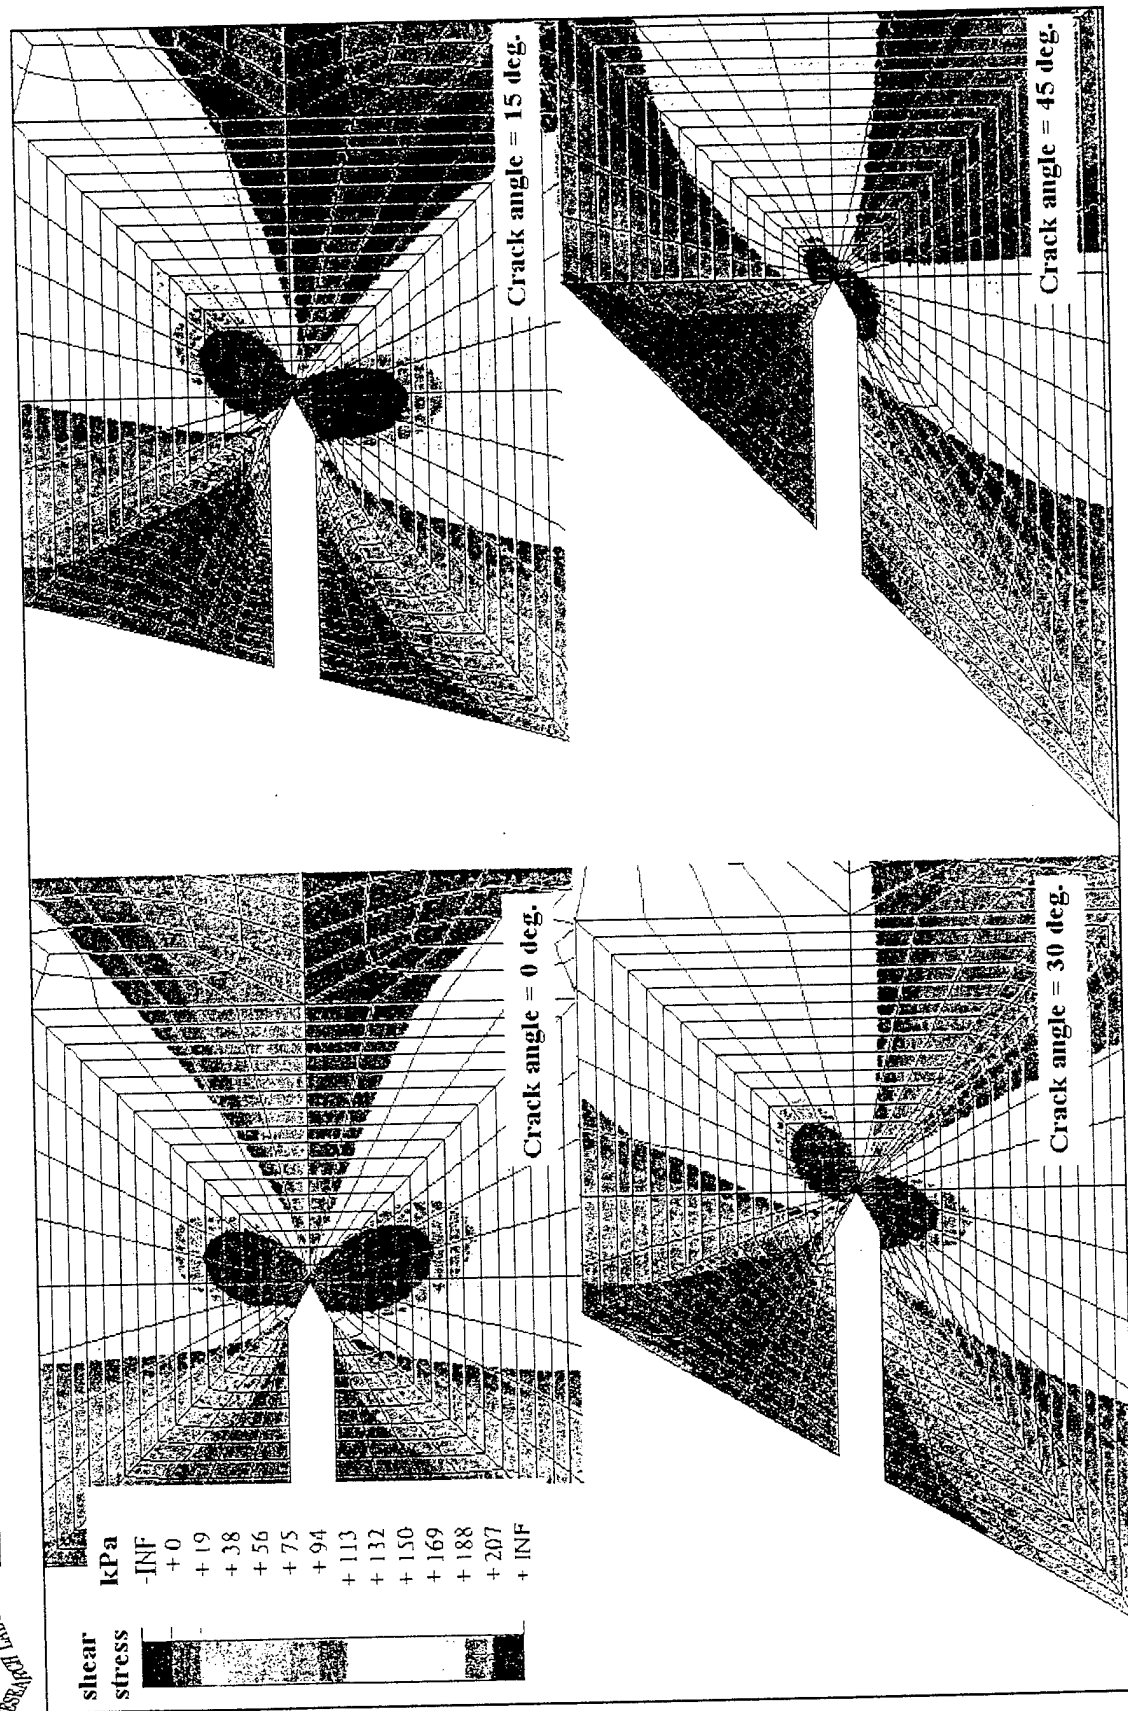 shear
stress
kPa
-INF
+0
+19
+38
+56
+75
+94
+113
+132
+150
+169
+188
+207
+INF
Crack angle = 0 deg.
Crack angle = 15 deg.
Crack angle = 30 deg.
Crack angle = 45 deg.